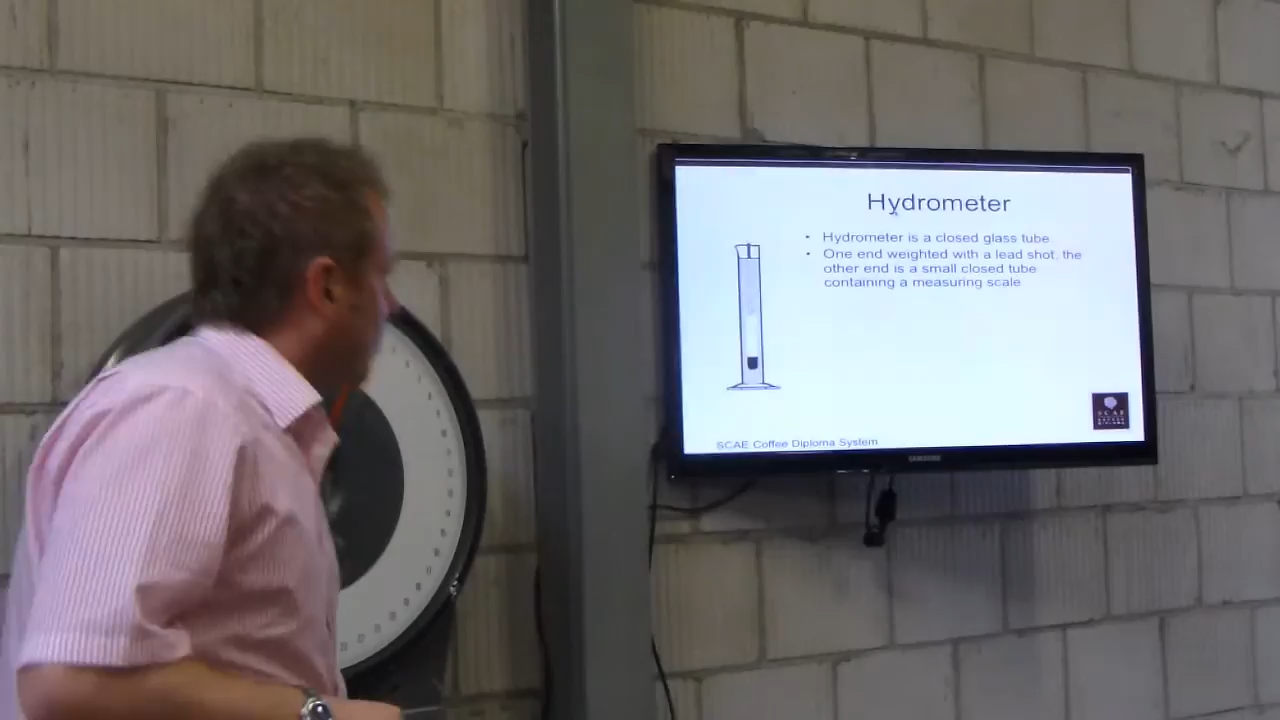 Hydrometer
• Hydrometer is a closed glass tube
• One end weighted with a lead shot, the
other end is a small closed tube
containing a measuring scale
SCAE
SCAE Coffee Diploma System
SAMSUNG